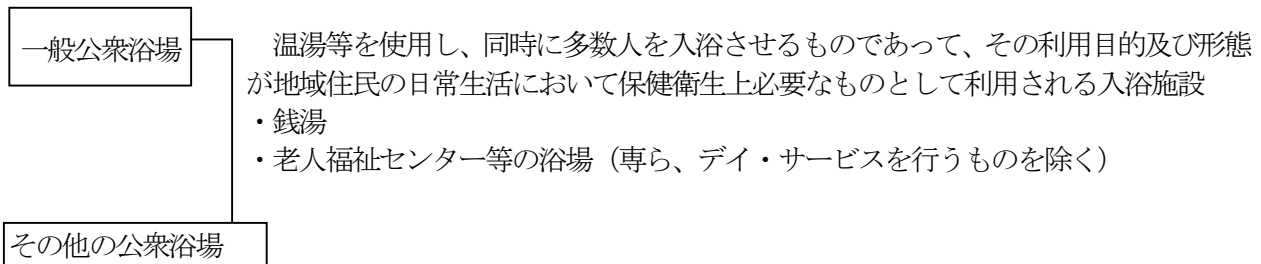 一般公衆浴場
温湯等を使用し、同時に多数人を入浴させるものであって、その利用目的及び形態
が地域住民の日常生活において保健衛生上必要なものとして利用される入浴施設
・銭湯
・老人福祉センター等の浴場（専ら、デイ・サービスを行うものを除く）
その他の公衆浴場